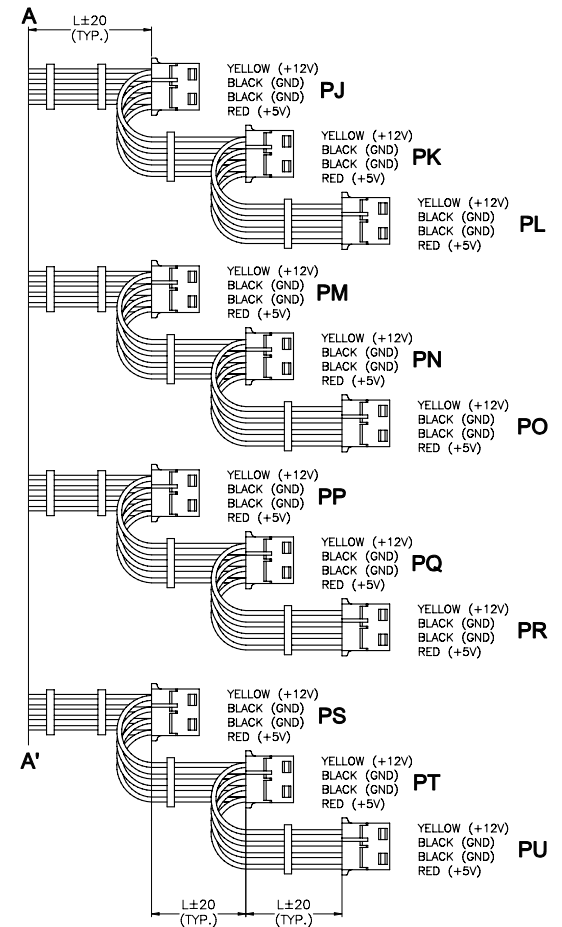 A
L±20
(TYP.)
YELLOW (+12V)
BLACK (GND)
BLACK (GND)
RED (+5V)
PJ
YELLOW (+12V)
BLACK (GND)
BLACK (GND)
RED (+5V)
PK
YELLOW (+12V)
BLACK (GND)
BLACK (GND)
RED (+5V)
PL
YELLOW (+12V)
BLACK (GND)
BLACK (GND)
RED (+5V)
PM
YELLOW (+12V)
BLACK (GND)
BLACK (GND)
RED (+5V)
PN
YELLOW (+12V)
BLACK (GND)
BLACK (GND)
RED (+5V)
PO
YELLOW (+12V)
BLACK (GND)
BLACK (GND)
RED (+5V)
PP
YELLOW (+12V)
BLACK (GND)
BLACK (GND)
RED (+5V)
PQ
YELLOW (+12V)
BLACK (GND)
BLACK (GND)
RED (+5V)
PR
YELLOW (+12V)
BLACK (GND)
BLACK (GND)
RED (+5V)
PS
A'
YELLOW (+12V)
BLACK (GND)
BLACK (GND)
RED (+5V)
PT
YELLOW (+12V)
BLACK (GND)
BLACK (GND)
RED (+5V)
PU
L±20
(TYP.)
L±20
(TYP.)